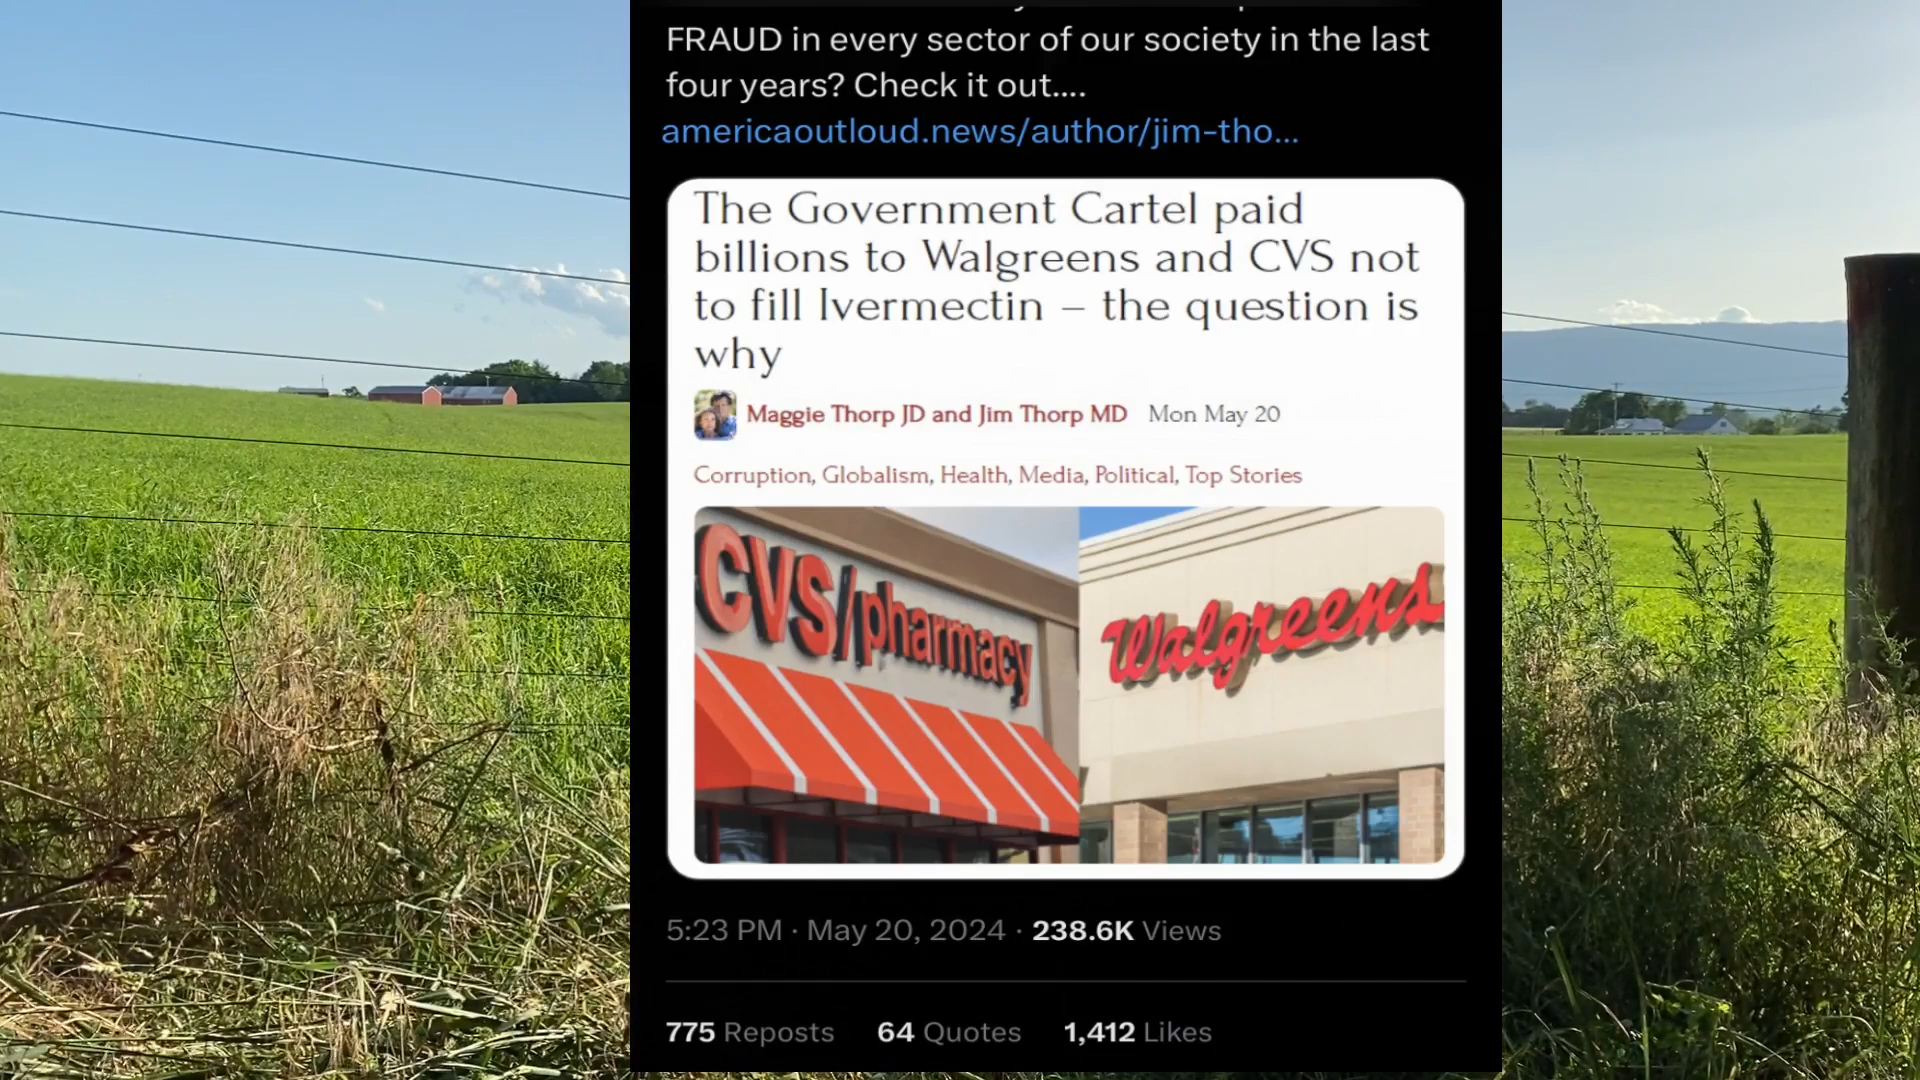 FRAUD in every sector of our society in the last
four years? Check it out....
americaoutloud.news/author/jim-tho...
The Government Cartel paid
billions to Walgreens and CVS not
to fill Ivermectin – the question is
why
Maggie Thorp JD and Jim Thorp MD Mon May 20
Corruption, Globalism, Health, Media, Political, Top Stories
CVS/pharmacy
Walgreens
5:23 PM · May 20, 2024 · 238.6K Views
775 Reposts 64 Quotes 1,412 Likes